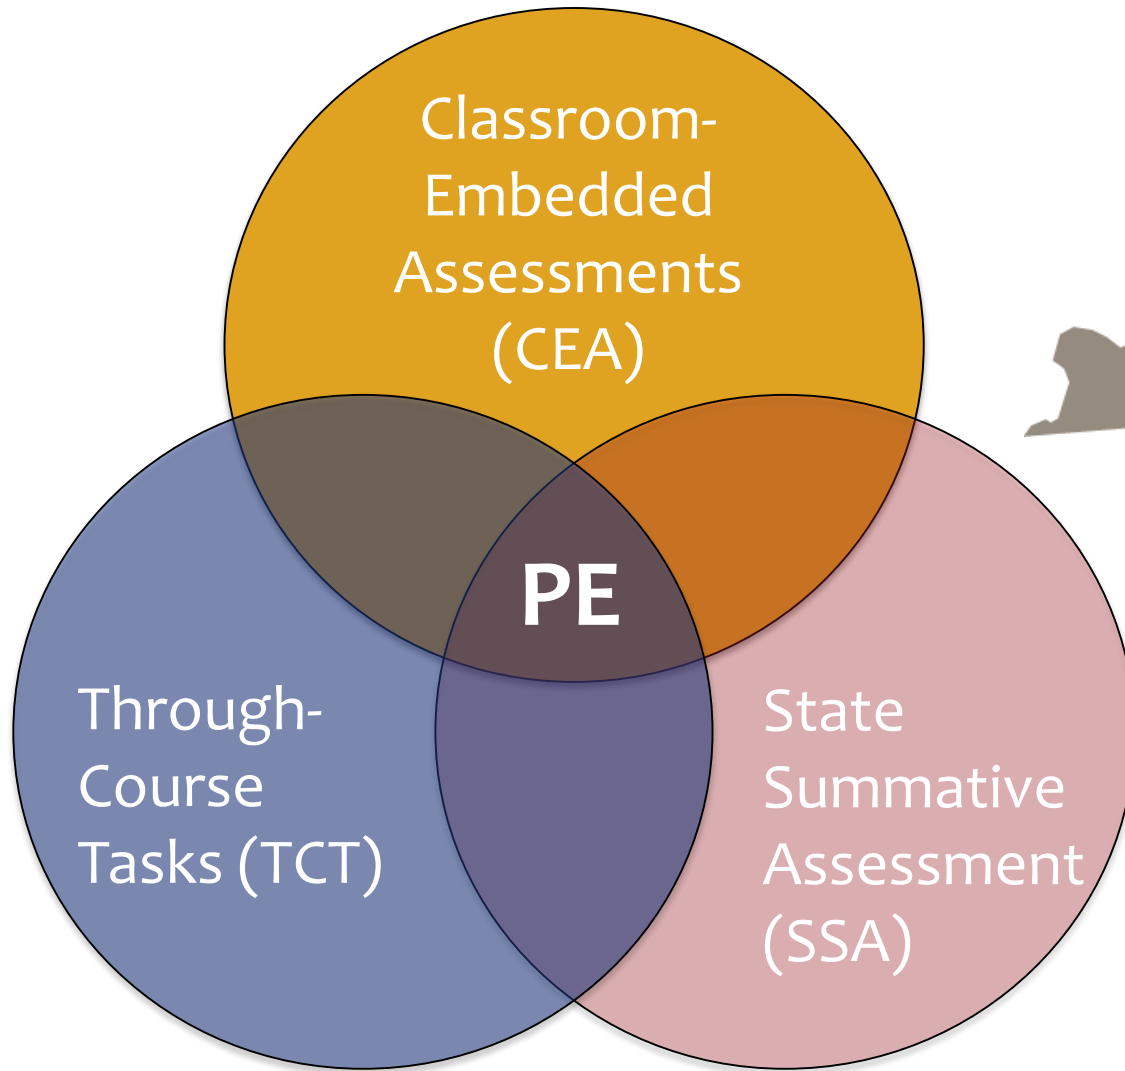 Classroom-
Embedded
Assessments
(CEA)
PE
Through-
Course
Tasks (TCT)
State
Summative
Assessment
(SSA)